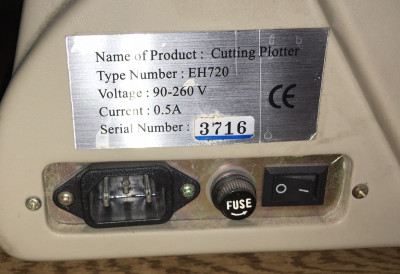 Name of Product : Cutting Plotter
Type Number : EH720
Voltage : 90-260 V
Current : 0.5A
Serial Number : 3716
CE
FUSE
O I